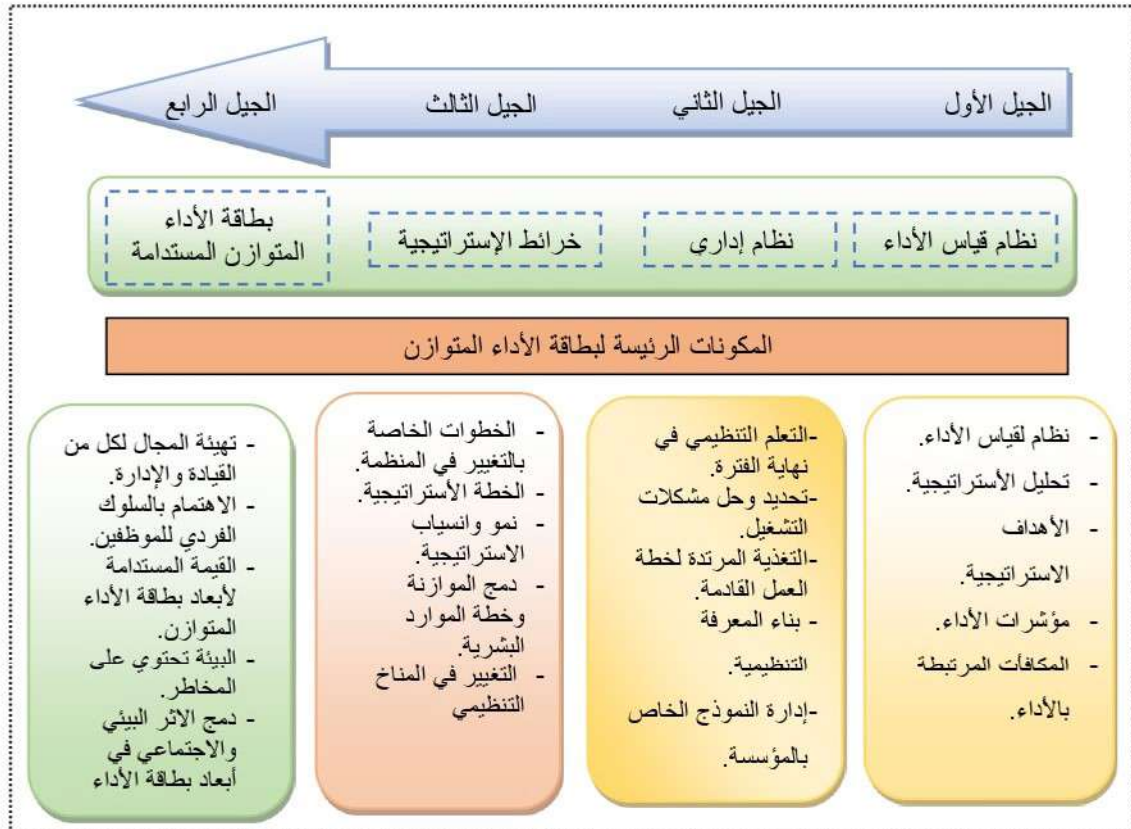 الجيل الأول
الجيل الثاني
الجيل الثالث
الجيل الرابع
نظام قياس الأداء
نظام إداري
خرائط الإستراتيجية
بطاقة الأداء
المتوازن المستدامة
المكونات الرئيسة لبطاقة الأداء المتوازن
- نظام لقياس الأداء.
- تحليل الأستراتيجية.
- الأهداف
الاستراتيجية.
- مؤشرات الأداء.
- المكافأت المرتبطة
بالأداء.
-التعلم التنظيمي في
نهاية الفترة.
-تحديد وحل مشكلات
التشغيل.
-التغذية المرتدة لخطة
العمل القادمة.
- بناء المعرفة
التنظيمية.
-إدارة النموذج الخاص
بالمؤسسة.
- الخطوات الخاصة
بالتغيير في المنظمة.
- الخطة الأستراتيجية.
- نمو وانسياب
الاستراتيجية.
- دمج الموازنة
وخطة الموارد
البشرية.
- التغيير في المناخ
التنظيمي
- تهيئة المجال لكل من
القيادة والإدارة.
- الاهتمام بالسلوك
الفردي للموظفين.
- القيمة المستدامة
لأبعاد بطاقة الأداء
المتوازن.
- البيئة تحتوي على
المخاطر.
- دمج الاثر البيئي
والاجتماعي في
أبعاد بطاقة الأداء